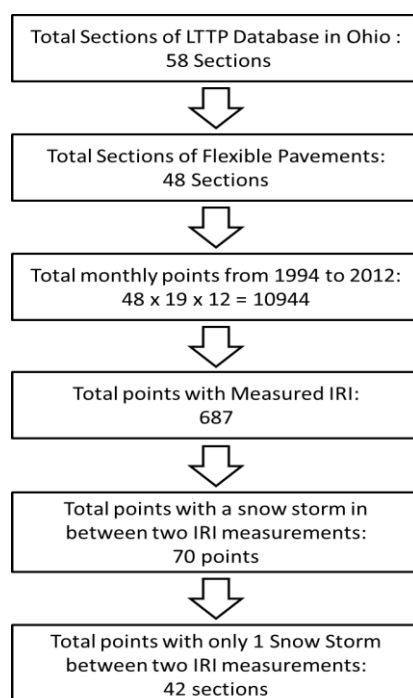 Total Sections of LTTP Database in Ohio :
58 Sections
Total Sections of Flexible Pavements:
48 Sections
Total monthly points from 1994 to 2012:
48 x 19 x 12 = 10944
Total points with Measured IRI:
687
Total points with a snow storm in
between two IRI measurements:
70 points
Total points with only 1 Snow Storm
between two IRI measurements:
42 sections